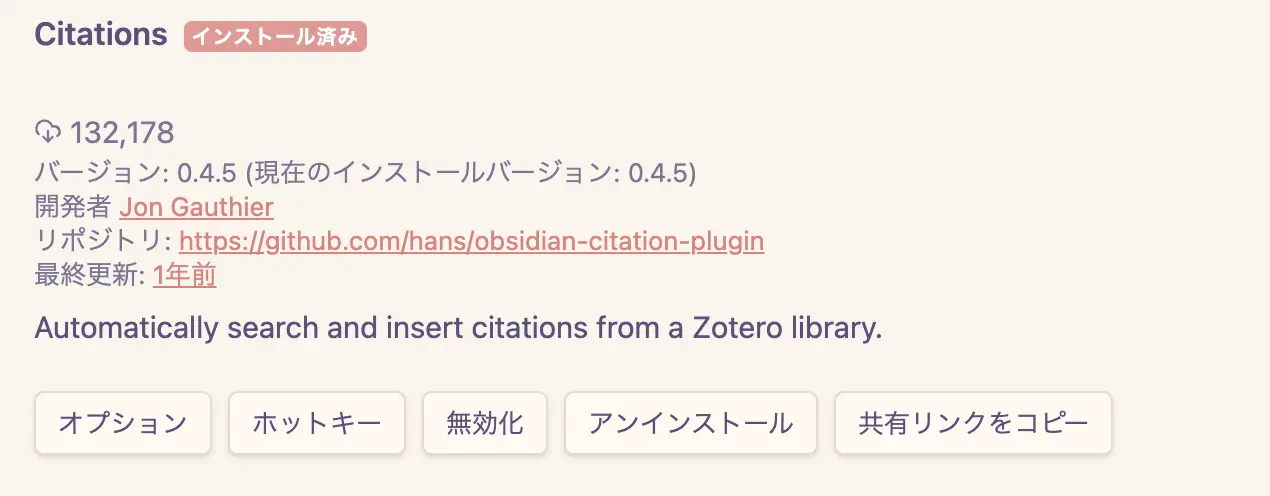 Citations インストール済み
132,178
バージョン: 0.4.5 (現在のインストールバージョン: 0.4.5)
開発者 Jon Gauthier
リポジトリ: https://github.com/hans/obsidian-citation-plugin
最終更新: 1年前
Automatically search and insert citations from a Zotero library.
オプション ホットキー 無効化 アンインストール 共有リンクをコピー